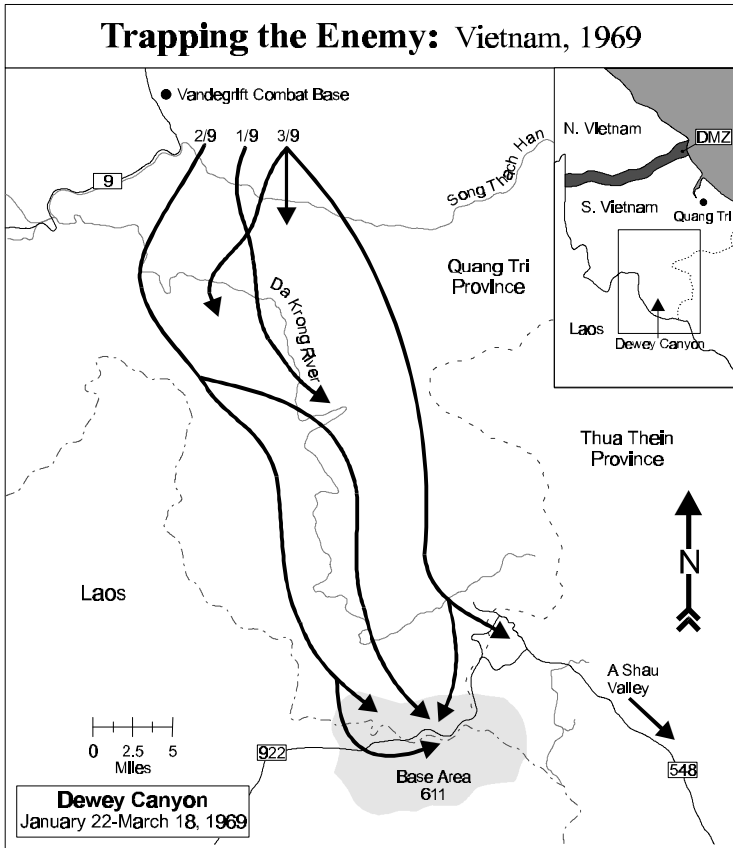 Trapping the Enemy: Vietnam, 1969
Vandegrift Combat Base
2/9 1/9 3/9
9
Song Thach Han
Quang Tri
Province
Da Krong
River
N. Vietnam
DMZ
S. Vietnam
Quang Tri
Laos
Dewey Canyon
Thua Thein
Province
N
Laos
A Shau
Valley
0 2.5 5
Miles
922
548
Base Area
611
Dewey Canyon
January 22-March 18, 1969